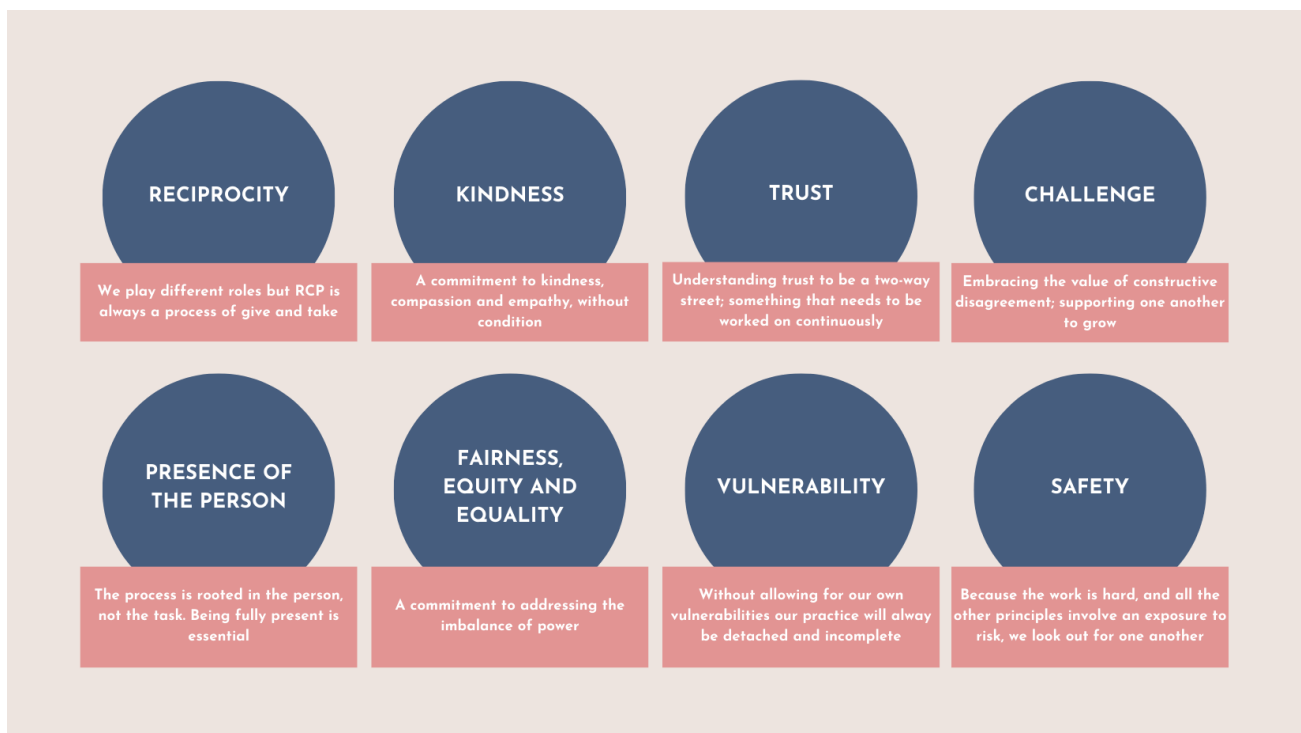 RECIPROCITY
We play different roles but RCP is
always a process of give and take
KINDNESS
A commitment to kindness,
compassion and empathy, without
condition
TRUST
Understanding trust to be a two-way
street; something that needs to be
worked on continuously
CHALLENGE
Embracing the value of constructive
disagreement; supporting one another
to grow
PRESENCE OF
THE PERSON
The process is rooted in the person,
not the task. Being fully present is
essential
FAIRNESS,
EQUITY AND
EQUALITY
A commitment to addressing the
imbalance of power
VULNERABILITY
Without allowing for our own
vulnerabilities our practice will alway
be detached and incomplete
SAFETY
Because the work is hard, and all the
other principles involve an exposure to
risk, we look out for one another